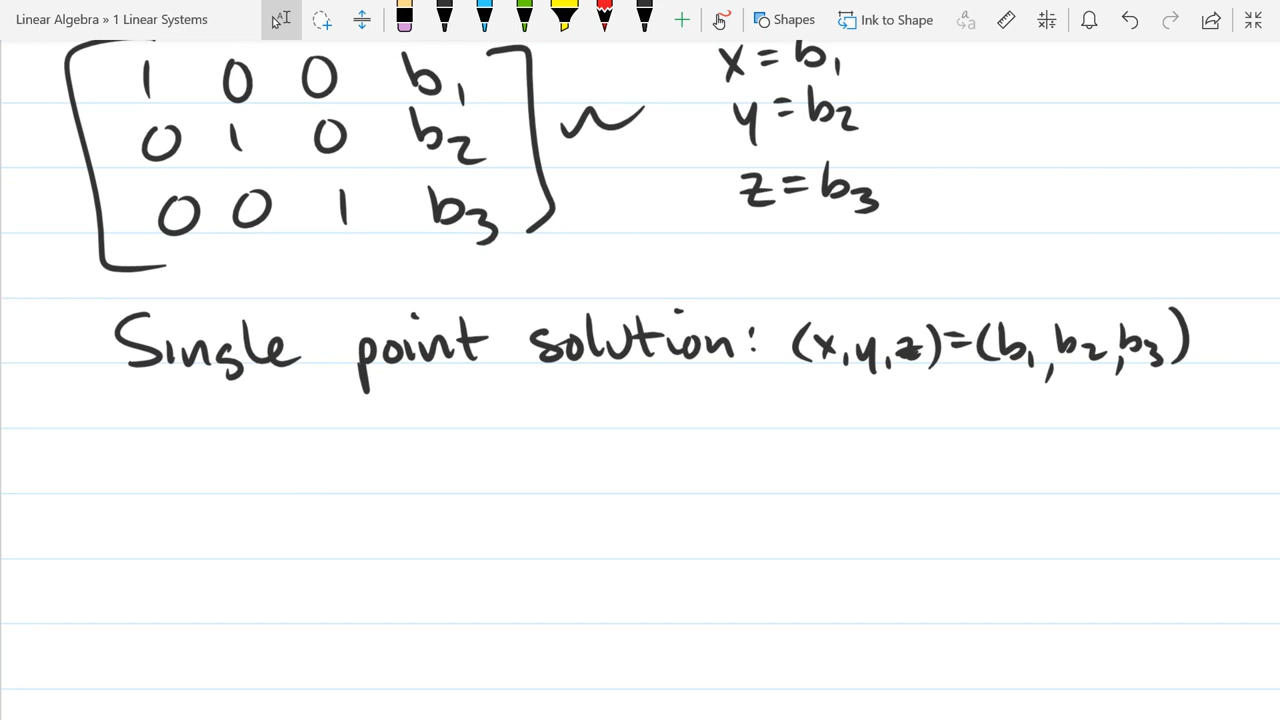 Linear Algebra » 1 Linear Systems
Shapes
Ink to Shape
1 0 0 b₁
0 1 0 b₂
0 0 1 b₃
~
x = b₁
y = b₂
z = b₃
Single point solution: (x,y,z)=(b₁,b₂,b₃)